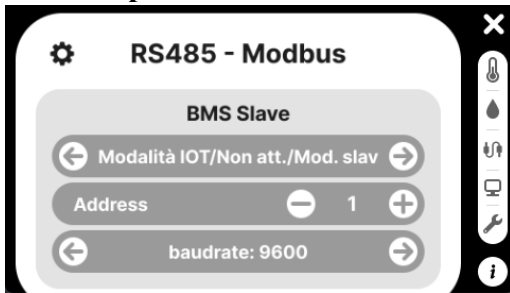 RS485 - Modbus
BMS Slave
Modalità IOT/Non att./Mod. slav
Address 1
baudrate: 9600
i